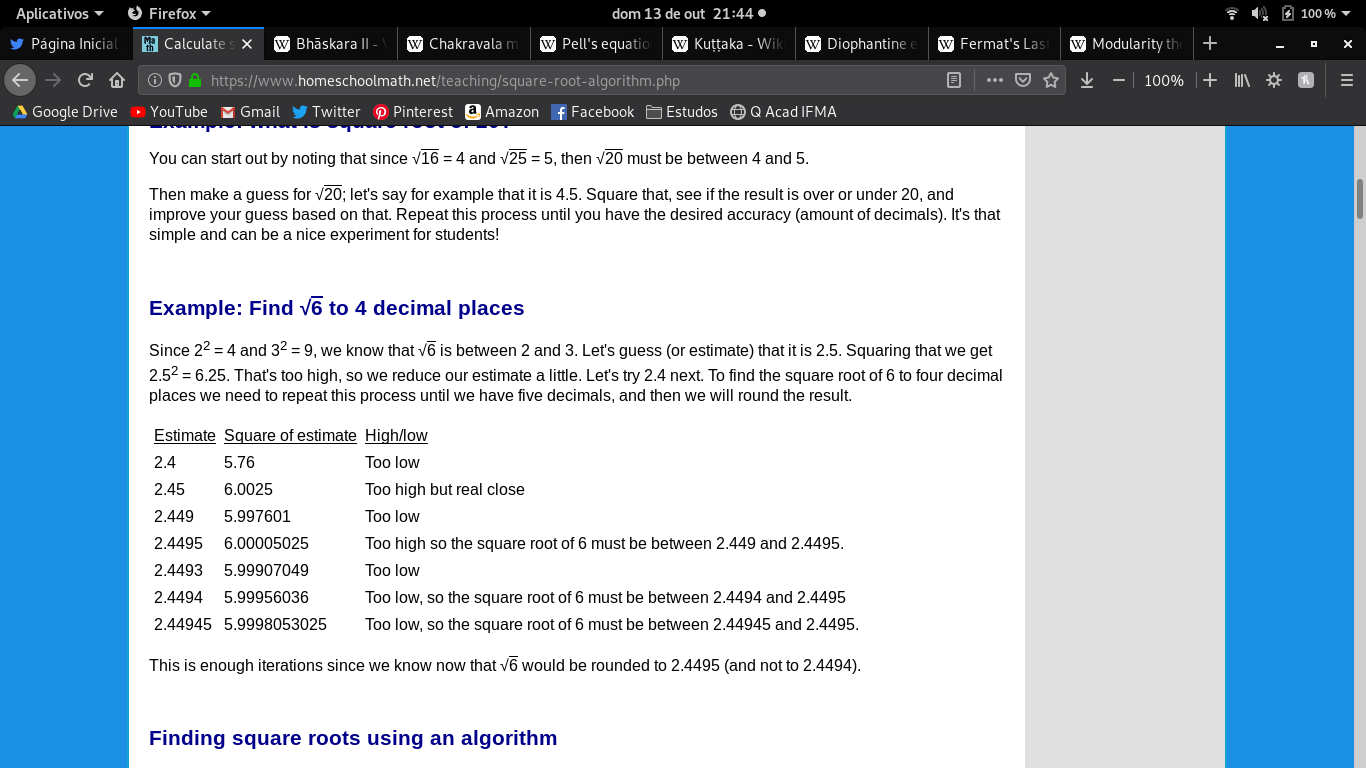 Aplicativos Firefox dom 13 de out 21:44 100 %
Página Inicial Calculate s Bhāskara II - Chakravala m Pell's equatio Kuṭṭaka - Wik Diophantine e Fermat's Las Modularity th
https://www.homeschoolmath.net/teaching/square-root-algorithm.php 100%
Google Drive YouTube Gmail Twitter Pinterest Amazon Facebook Estudos Q Acad IFMA
Example: what is square root of 20?
You can start out by noting that since √16 = 4 and √25 = 5, then √20 must be between 4 and 5.
Then make a guess for √20; let's say for example that it is 4.5. Square that, see if the result is over or under 20, and
improve your guess based on that. Repeat this process until you have the desired accuracy (amount of decimals). It's that
simple and can be a nice experiment for students!
Example: Find √6 to 4 decimal places
Since 2² = 4 and 3² = 9, we know that √6 is between 2 and 3. Let's guess (or estimate) that it is 2.5. Squaring that we get
2.5² = 6.25. That's too high, so we reduce our estimate a little. Let's try 2.4 next. To find the square root of 6 to four decimal
places we need to repeat this process until we have five decimals, and then we will round the result.
Estimate Square of estimate High/low
2.4 5.76 Too low
2.45 6.0025 Too high but real close
2.449 5.997601 Too low
2.4495 6.00005025 Too high so the square root of 6 must be between 2.449 and 2.4495.
2.4493 5.99907049 Too low
2.4494 5.99956036 Too low, so the square root of 6 must be between 2.4494 and 2.4495
2.44945 5.9998053025 Too low, so the square root of 6 must be between 2.44945 and 2.4495.
This is enough iterations since we know now that √6 would be rounded to 2.4495 (and not to 2.4494).
Finding square roots using an algorithm